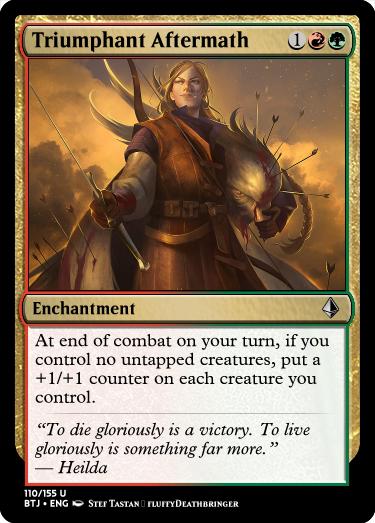 Triumphant Aftermath 1
Enchantment
At end of combat on your turn, if you
control no untapped creatures, put a
+1/+1 counter on each creature you
control.
“To die gloriously is a victory. To live
gloriously is something far more.”
— Heilda
110/155 U
BTJ • ENG Stef Tastan fluffyDeathbringer